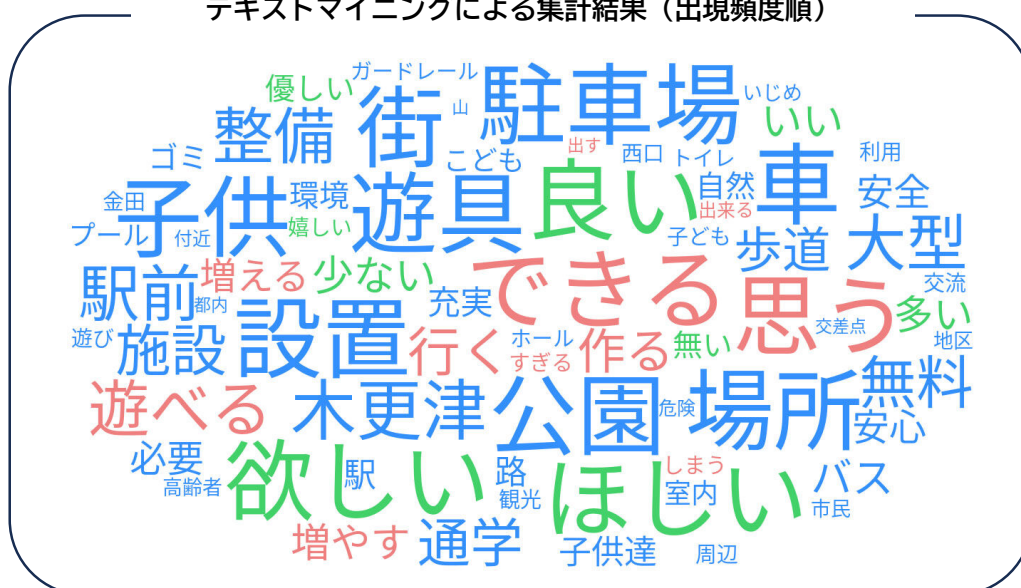 テキストマイニングによる集計結果（出現頻度順）
ガードレール
優しい
街
山
駐車場
いじめ
いい
整備
ゴミ
こども
出す
西口
トイレ
車
利用
子供
環境
遊具
良い
自然
安全
金田
出来る
プール
付近
嬉しい
子ども
歩道
大型
駅前
増える
少ない
できる
思う
交流
都内
充実
多い
遊び
施設
設置
行く
ホール
すぎる
作る
無い
交差点
地区
遊べる
木更津
公園
危険
場所
無料
安心
必要
高齢者
欲しい
駅
路
観光
ほしい
しまう
室内
バス
市民
増やす
通学
子供達
周辺